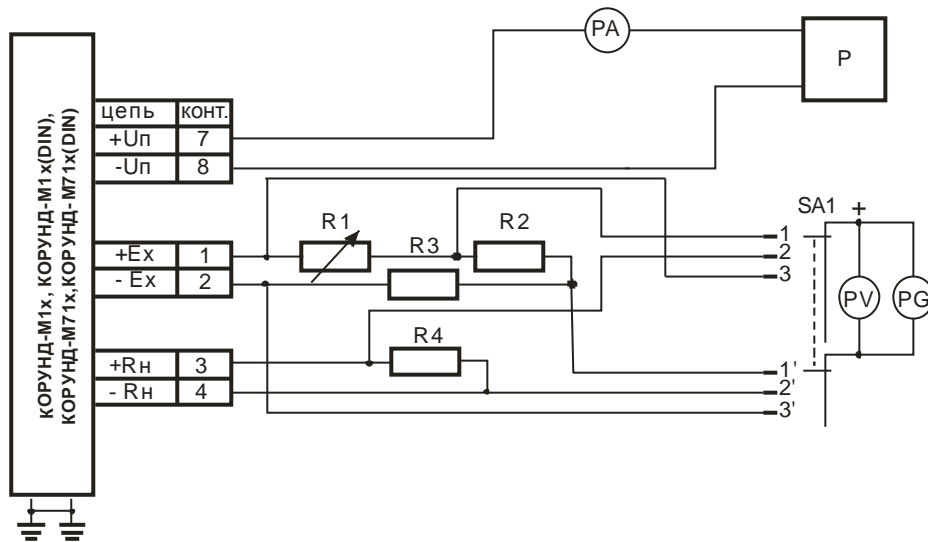 КОРУНД-М1х, КОРУНД-М1х(DIN),
КОРУНД-М71х,КОРУНД-М71х(DIN)
цепь конт.
+Uп 7
-Uп 8
+Ex 1
- Ex 2
+Rн 3
- Rн 4
PA
P
R1
R2
R3
R4
SA1 +
1
2
3
PV PG
1'
2'
3'